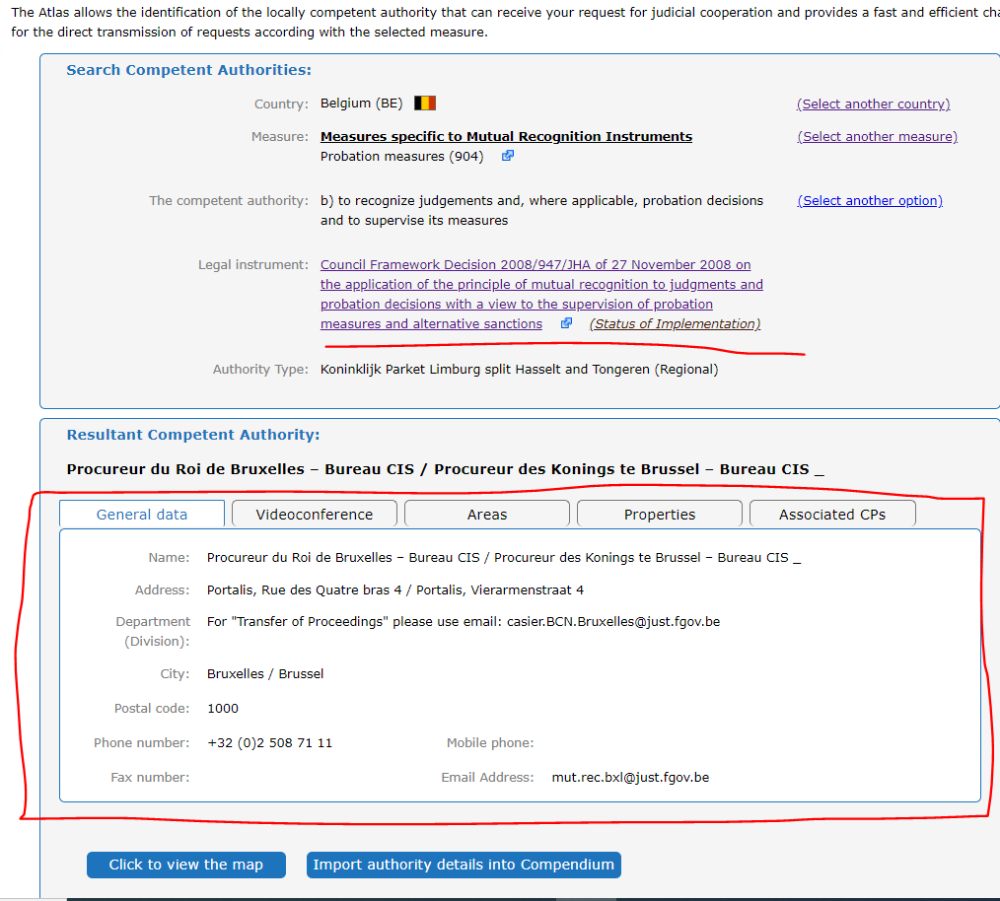 The Atlas allows the identification of the locally competent authority that can receive your request for judicial cooperation and provides a fast and efficient
for the direct transmission of requests according with the selected measure.
Search Competent Authorities:
Country: Belgium (BE) (Select another country)
Measure: Measures specific to Mutual Recognition Instruments (Select another measure)
Probation measures (904)
The competent authority: b) to recognize judgements and, where applicable, probation decisions (Select another option)
and to supervise its measures
Legal instrument: Council Framework Decision 2008/947/JHA of 27 November 2008 on
the application of the principle of mutual recognition to judgments and
probation decisions with a view to the supervision of probation
measures and alternative sanctions (Status of Implementation)
Authority Type: Koninklijk Parket Limburg split Hasselt and Tongeren (Regional)
Resultant Competent Authority:
Procureur du Roi de Bruxelles – Bureau CIS / Procureur des Konings te Brussel – Bureau CIS _
General data Videoconference Areas Properties Associated CPs
Name: Procureur du Roi de Bruxelles – Bureau CIS / Procureur des Konings te Brussel – Bureau CIS _
Address: Portalis, Rue des Quatre bras 4 / Portalis, Vierarmenstraat 4
Department For "Transfer of Proceedings" please use email: casier.BCN.Bruxelles@just.fgov.be
(Division):
City: Bruxelles / Brussel
Postal code: 1000
Phone number: +32 (0)2 508 71 11 Mobile phone:
Fax number: Email Address: mut.rec.bxl@just.fgov.be
Click to view the map Import authority details into Compendium